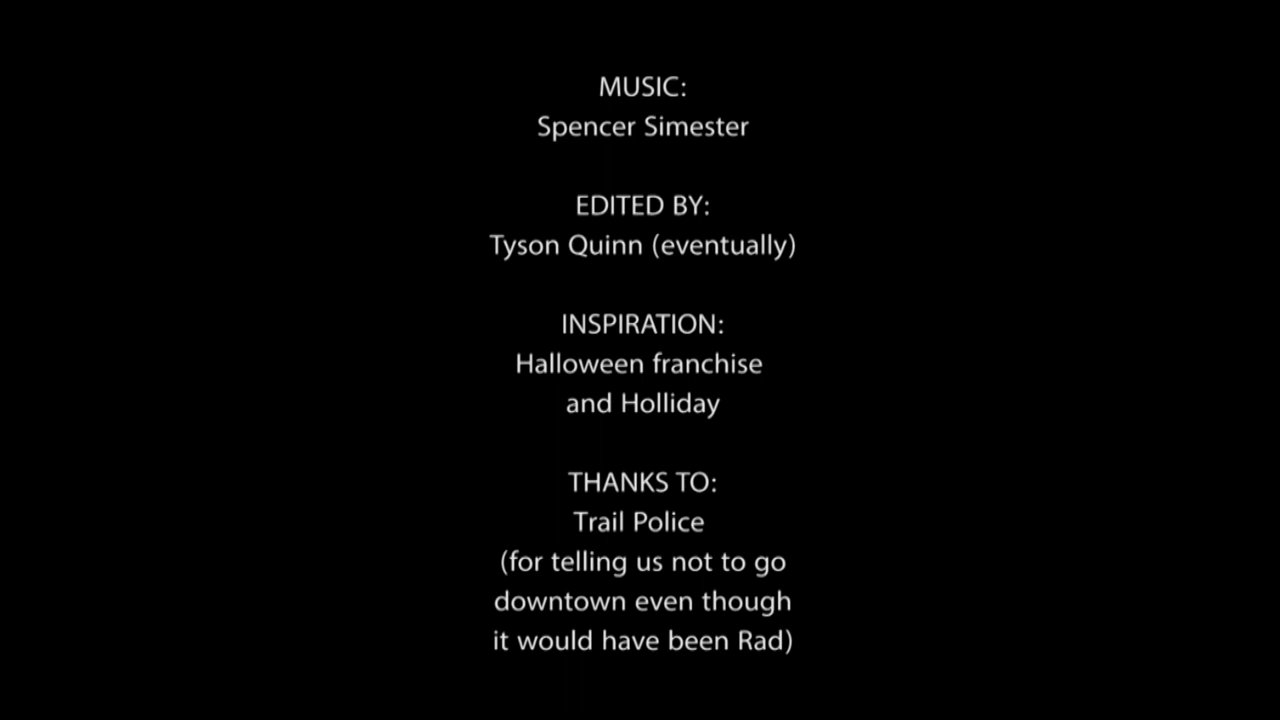 MUSIC:
Spencer Simester
EDITED BY:
Tyson Quinn (eventually)
INSPIRATION:
Halloween franchise
and Holliday
THANKS TO:
Trail Police
(for telling us not to go
downtown even though
it would have been Rad)